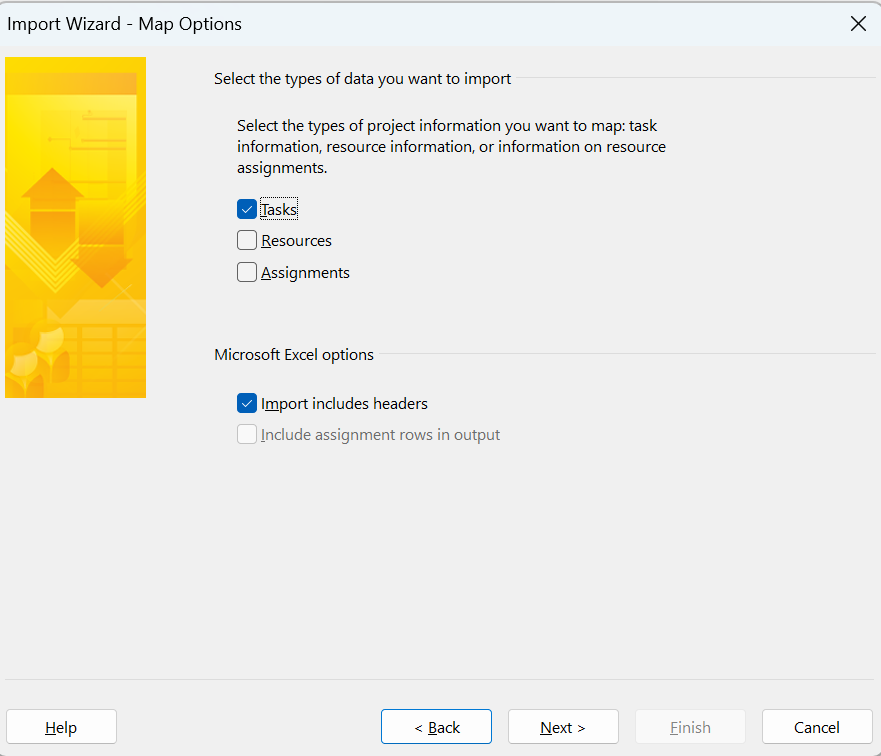 Import Wizard - Map Options
Select the types of data you want to import
Select the types of project information you want to map: task
information, resource information, or information on resource
assignments.
Tasks
Resources
Assignments
Microsoft Excel options
Import includes headers
Include assignment rows in output
Help
< Back
Next >
Finish
Cancel